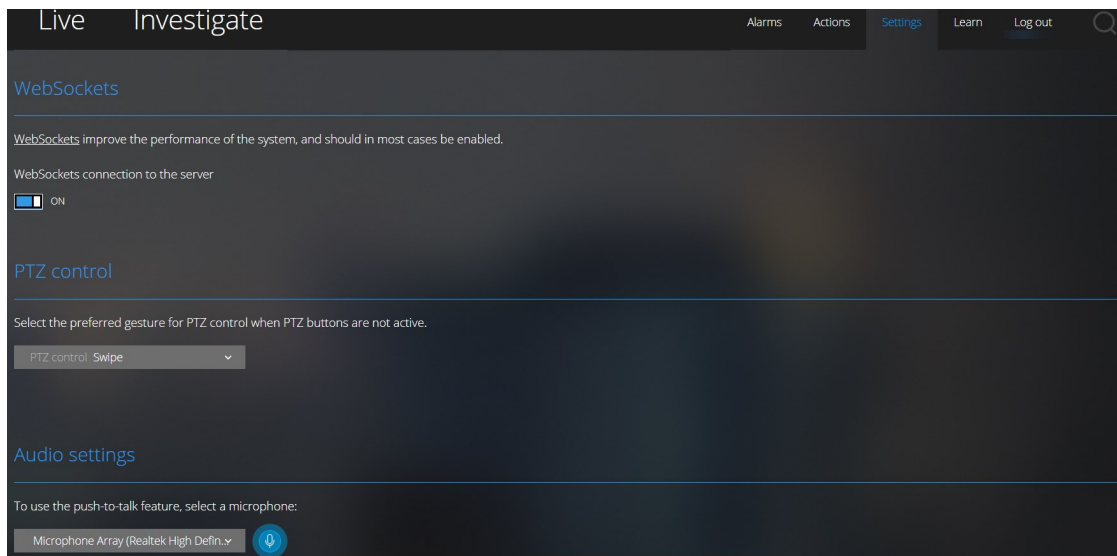 Live Investigate Alarms Actions Settings Learn Log out
WebSockets
WebSockets improve the performance of the system, and should in most cases be enabled.
WebSockets connection to the server
ON
PTZ control
Select the preferred gesture for PTZ control when PTZ buttons are not active.
PTZ control Swipe
Audio settings
To use the push-to-talk feature, select a microphone:
Microphone Array (Realtek High Defin...